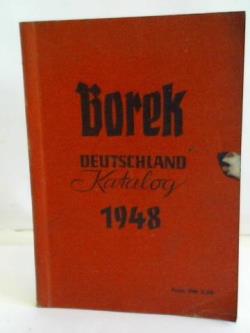 Borek
DEUTSCHLAND
Katalog
1948